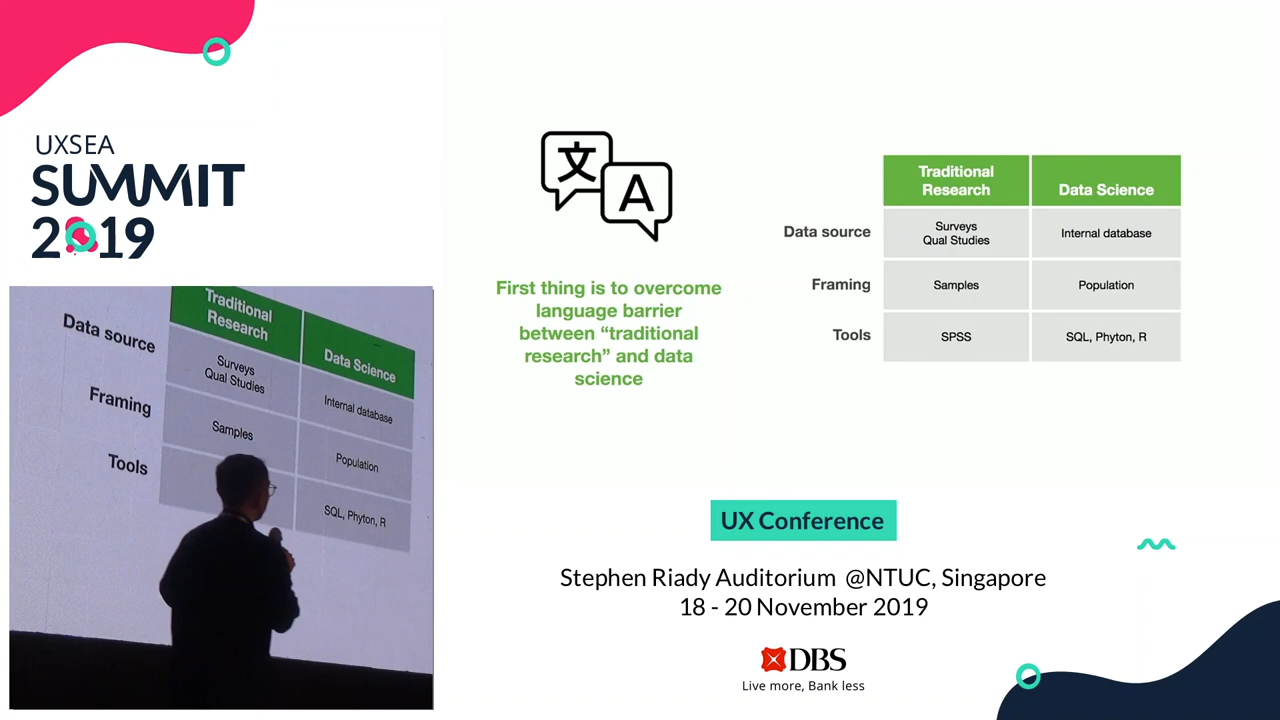 UXSEA
SUMMIT
2019
Traditional
Research
Data Science
Data source
Surveys
Qual Studies
Internal database
Framing
Samples
Population
Tools
SQL, Phyton, R
文
A
First thing is to overcome
language barrier
between “traditional
research” and data
science
Traditional
Research
Data Science
Data source
Surveys
Qual Studies
Internal database
Framing
Samples
Population
Tools
SPSS
SQL, Phyton, R
UX Conference
Stephen Riady Auditorium @NTUC, Singapore
18 - 20 November 2019
DBS
Live more, Bank less